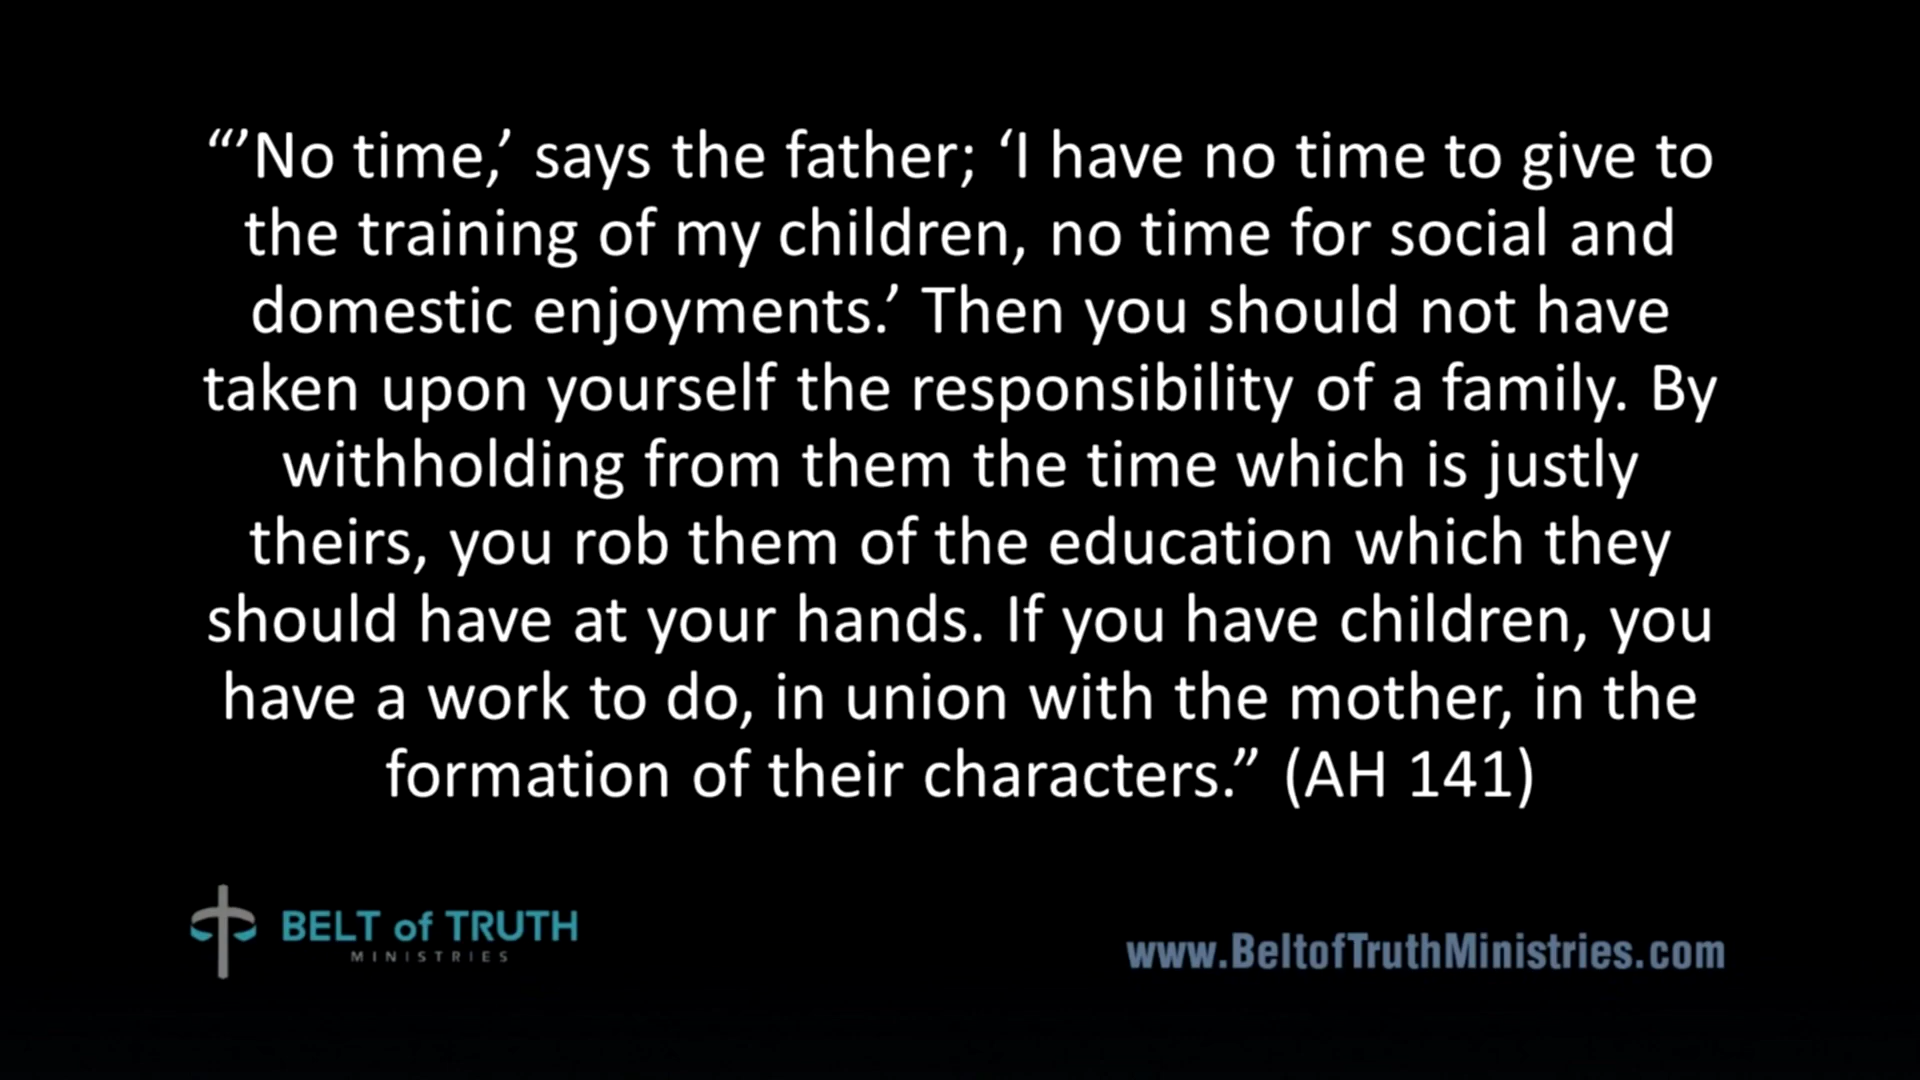 “’No time,’ says the father; ‘I have no time to give to
the training of my children, no time for social and
domestic enjoyments.’ Then you should not have
taken upon yourself the responsibility of a family. By
withholding from them the time which is justly
theirs, you rob them of the education which they
should have at your hands. If you have children, you
have a work to do, in union with the mother, in the
formation of their characters.” (AH 141)
BELT of TRUTH
MINISTRIES
www.BeltofTruthMinistries.com